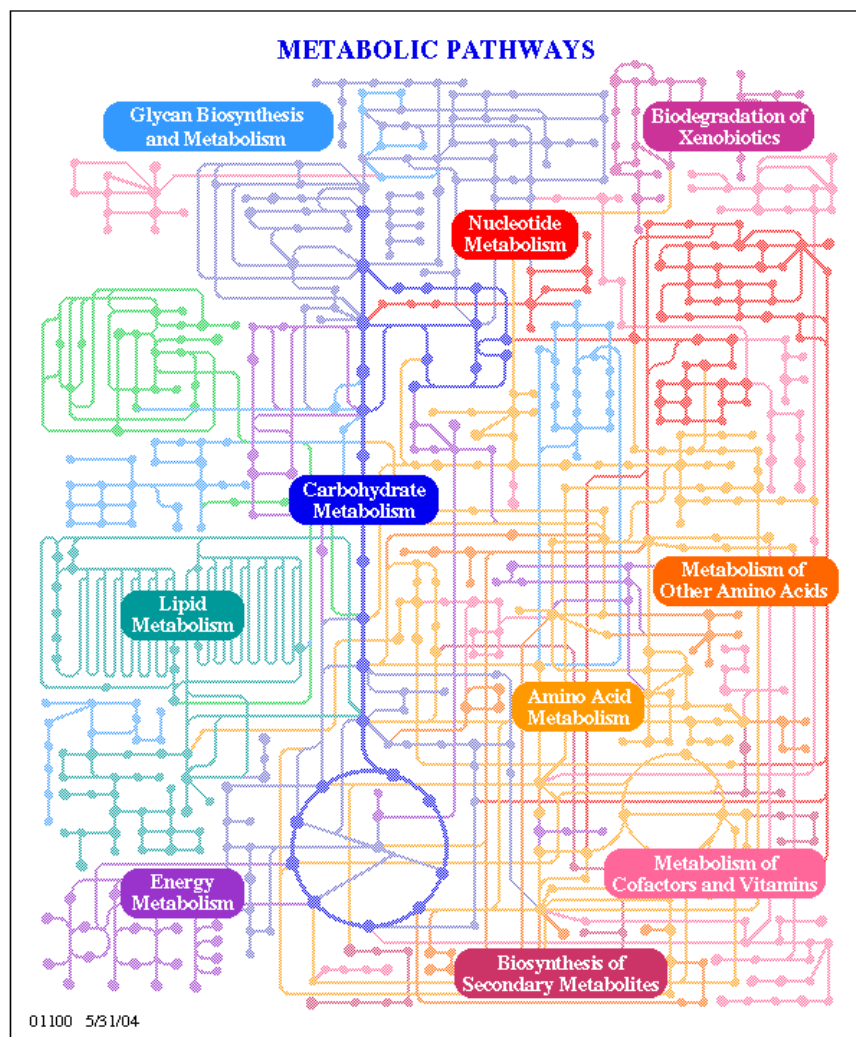 METABOLIC PATHWAYS
Glycan Biosynthesis
and Metabolism
Biodegradation of
Xenobiotics
Nucleotide
Metabolism
Carbohydrate
Metabolism
Metabolism of
Other Amino Acids
Lipid
Metabolism
Amino Acid
Metabolism
Metabolism of
Cofactors and Vitamins
Energy
Metabolism
Biosynthesis of
Secondary Metabolites
01100 5/31/04